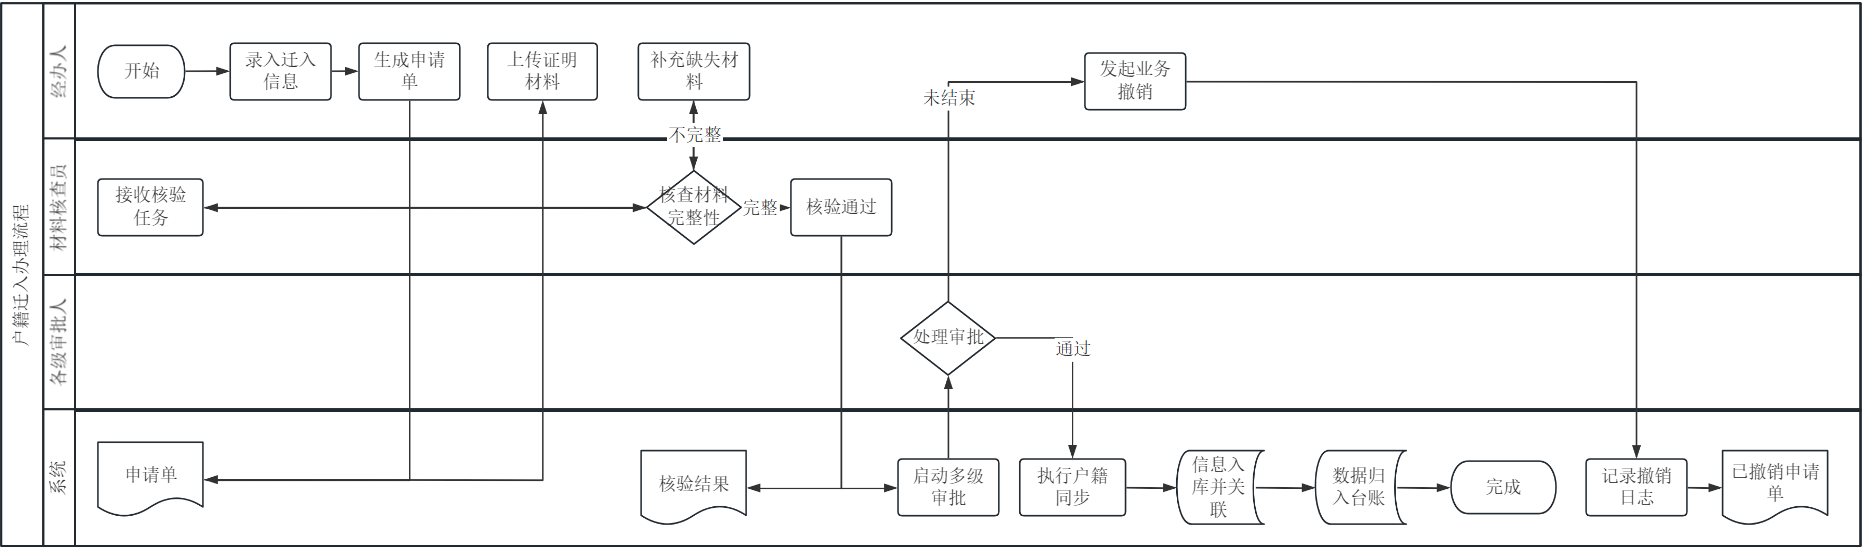 户籍迁入办理流程
经办人
开始
录入迁入
信息
生成申请
单
上传证明
材料
补充缺失材
料
未结束
发起业务
撤销
不完整
材料核查员
接收核验
任务
核查材料
完整性
完整
核验通过
各级审批人
处理审批
通过
系统
申请单
核验结果
启动多级
审批
执行户籍
同步
信息入
库并关
联
数据归
入台账
完成
记录撤销
日志
已撤销申请
单